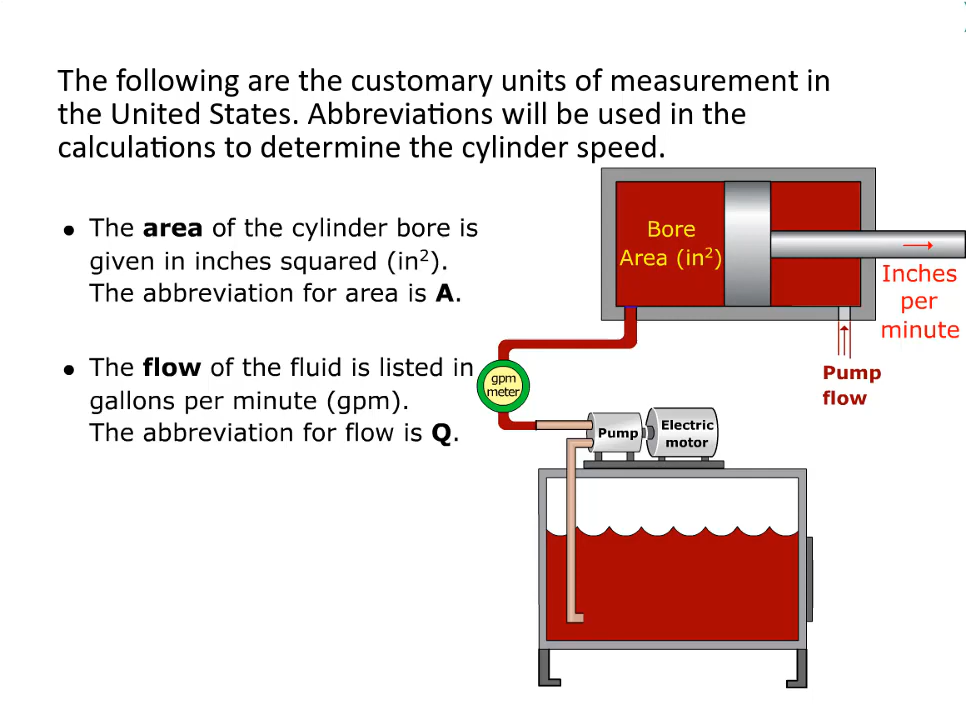 The following are the customary units of measurement in
the United States. Abbreviations will be used in the
calculations to determine the cylinder speed.
• The area of the cylinder bore is
given in inches squared (in²).
The abbreviation for area is A.
• The flow of the fluid is listed in
gallons per minute (gpm).
The abbreviation for flow is Q.
Bore
Area (in²)
Inches
per
minute
Pump
flow
gpm
meter
Pump
Electric
motor